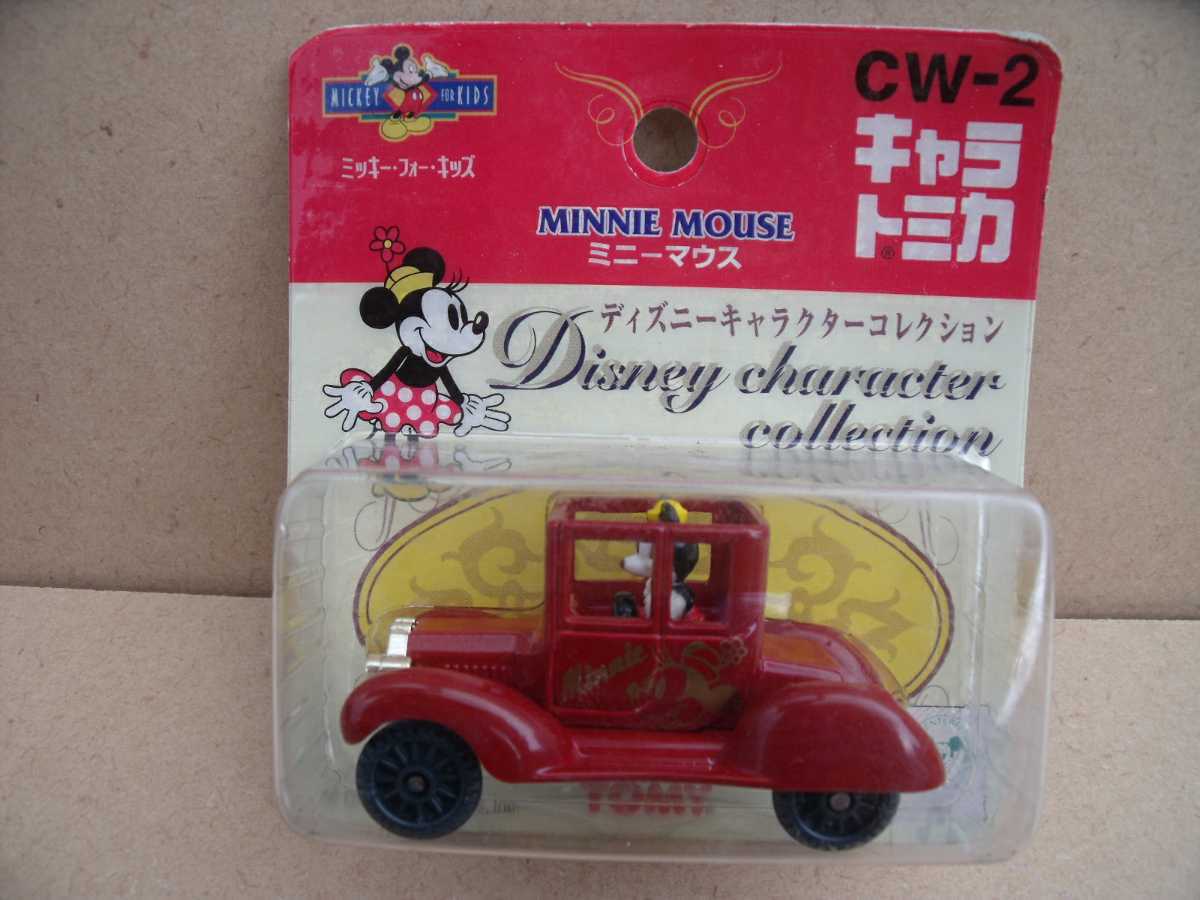 MICKEY FOR KIDS
ミッキー・フォー・キッズ
CW-2
キャラ
トミカ®
MINNIE MOUSE
ミニーマウス
ディズニーキャラクターコレクション
Disney character
collection
Minnie
TOMY